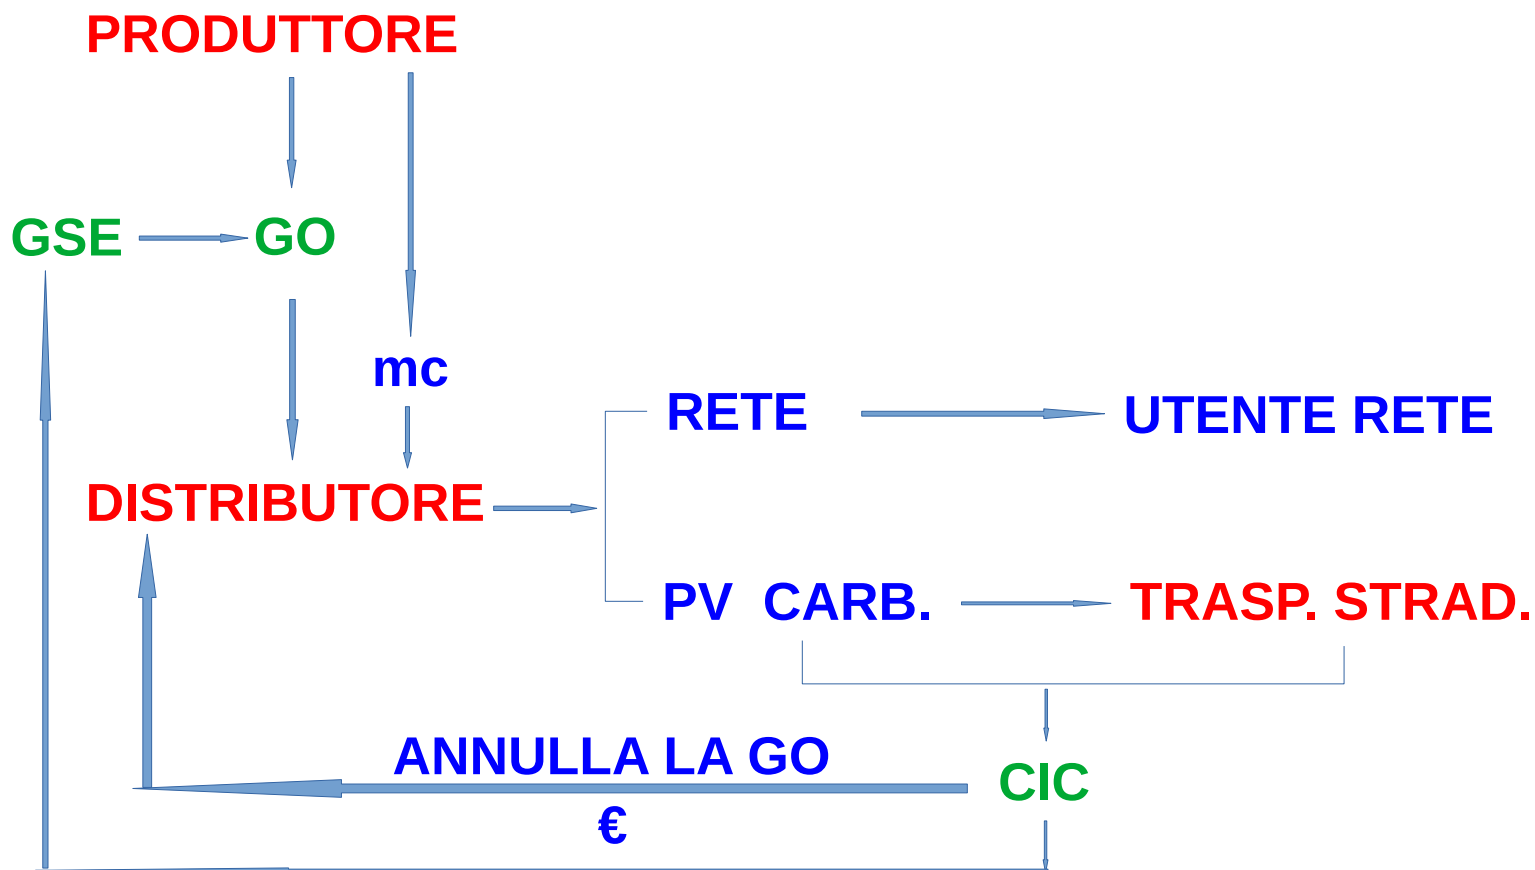 PRODUTTORE
GSE
GO
mc
RETE
UTENTE RETE
DISTRIBUTORE
PV CARB.
TRASP. STRAD.
ANNULLA LA GO
CIC
€